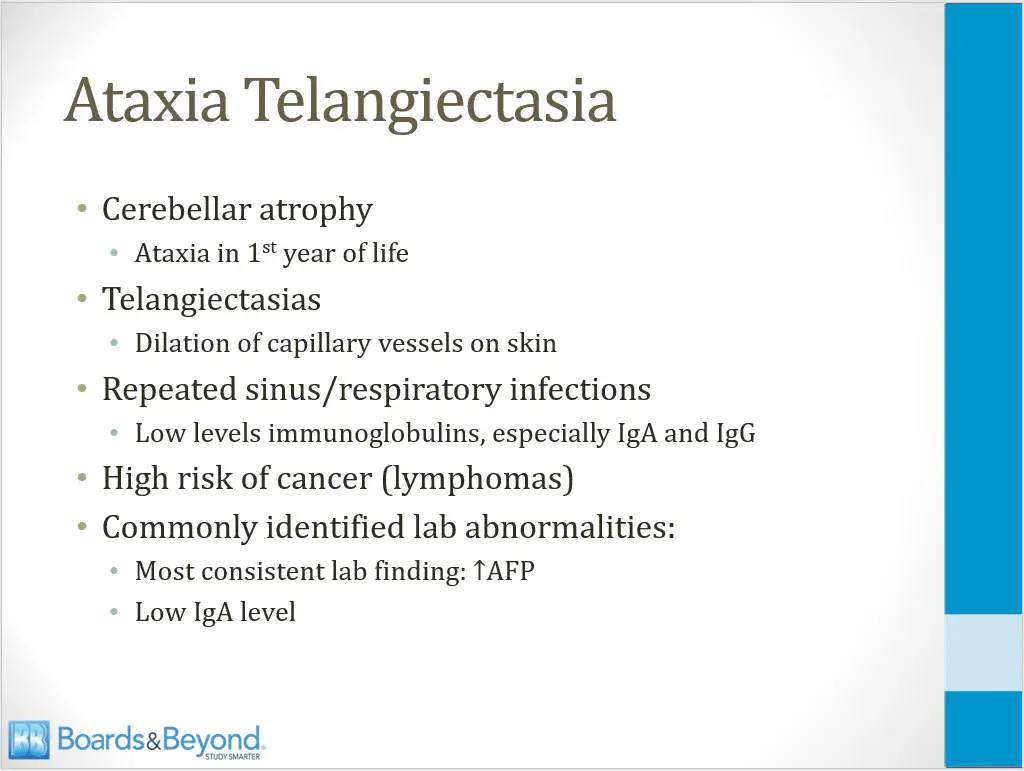 Ataxia Telangiectasia
• Cerebellar atrophy
• Ataxia in 1st year of life
• Telangiectasias
• Dilation of capillary vessels on skin
• Repeated sinus/respiratory infections
• Low levels immunoglobulins, especially IgA and IgG
• High risk of cancer (lymphomas)
• Commonly identified lab abnormalities:
• Most consistent lab finding: ↑AFP
• Low IgA level
BB Boards&Beyond.
STUDY SMARTER